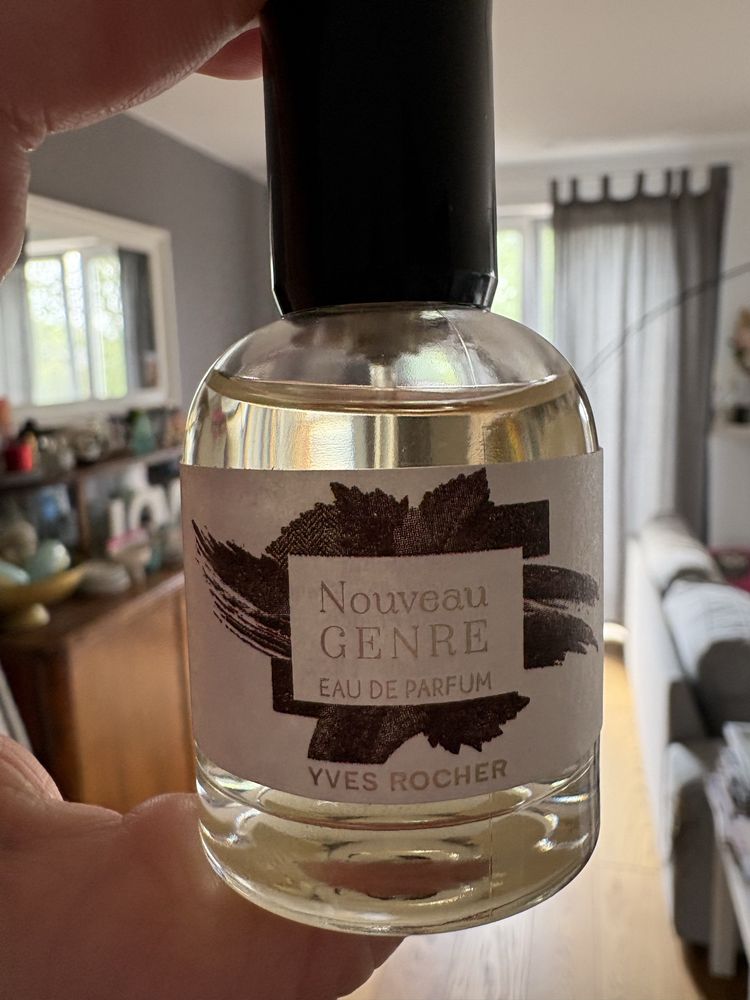 Nouveau
GENRE
EAU DE PARFUM
YVES ROCHER